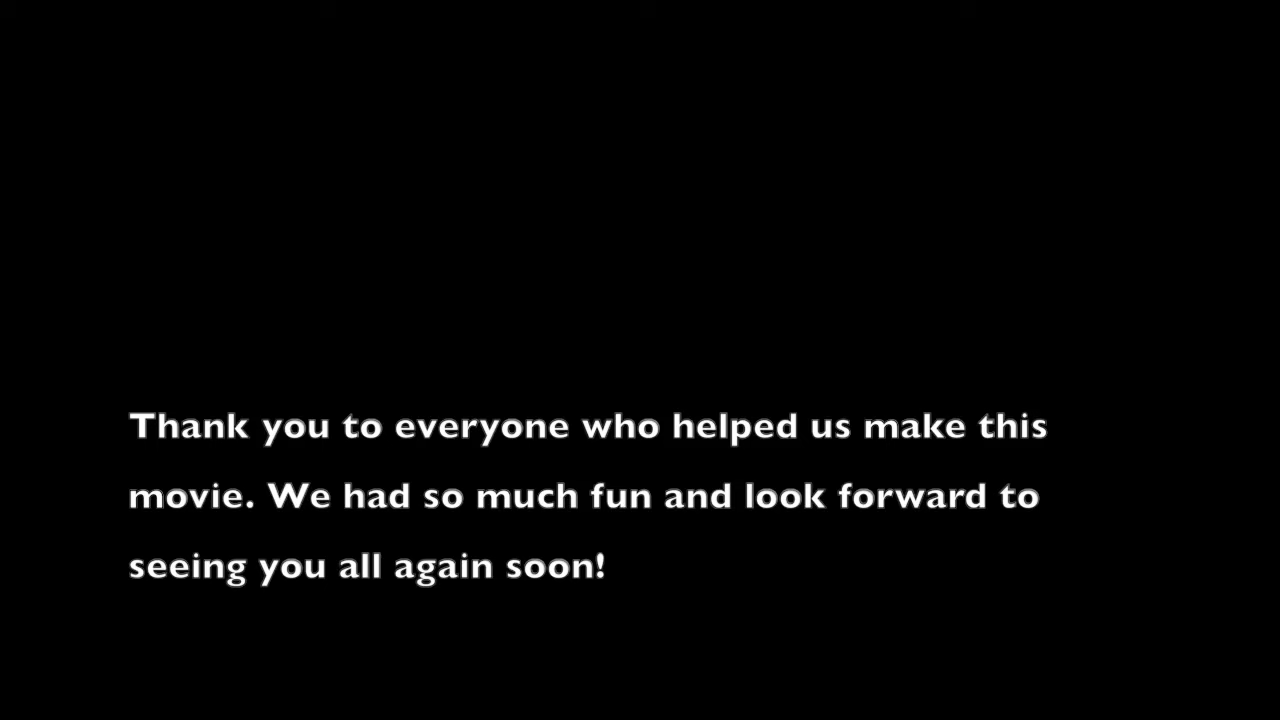 Thank you to everyone who helped us make this
movie. We had so much fun and look forward to
seeing you all again soon!